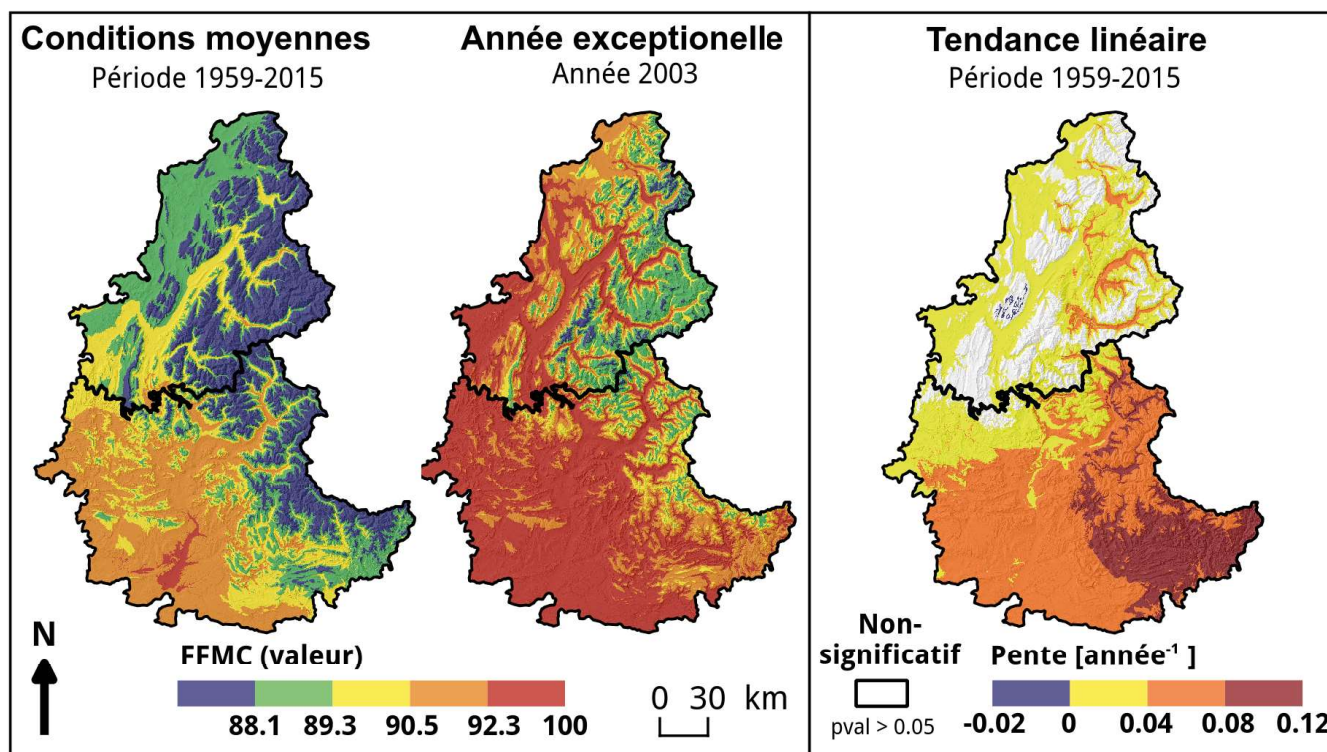 Conditions moyennes
Période 1959-2015
Année exceptionelle
Année 2003
Tendance linéaire
Période 1959-2015
N
FFMC (valeur)
88.1 89.3 90.5 92.3 100
0 30 km
Non-
significatif
pval > 0.05
Pente [année⁻¹ ]
-0.02 0 0.04 0.08 0.12